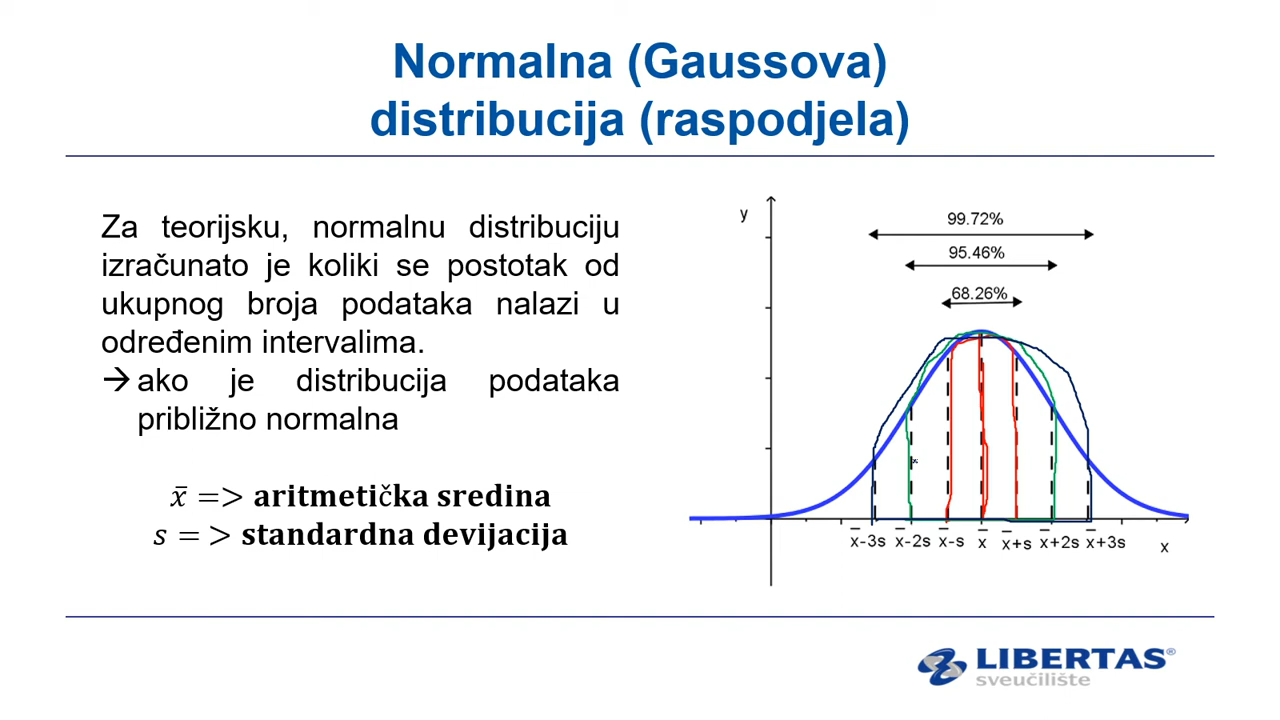 Normalna (Gaussova)
distribucija (raspodjela)
Za teorijsku, normalnu distribuciju
izračunato je koliki se postotak od
ukupnog broja podataka nalazi u
određenim intervalima.
→ ako je distribucija podataka
približno normalna
x̄ => aritmetička sredina
s => standardna devijacija
y
99.72%
95.46%
68.26%
x̄-3s x̄-2s x̄-s x̄ x̄+s x̄+2s x̄+3s x
LIBERTAS®
sveučilište